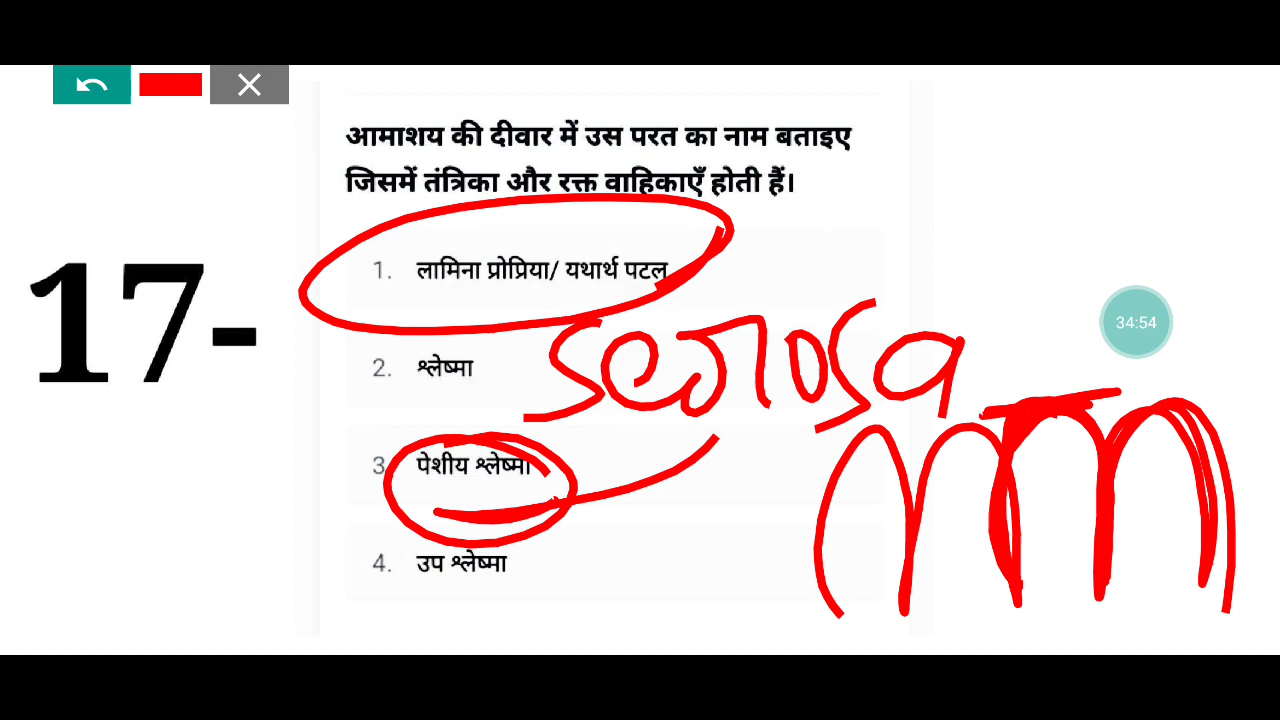 आमाशय की दीवार में उस परत का नाम बताइए
जिसमें तंत्रिका और रक्त वाहिकाएँ होती हैं।
17-
1. लामिना प्रोप्रिया/ यथार्थ पटल
34:54
2. श्लेष्मा
3. पेशीय श्लेष्मा
4. उप श्लेष्मा